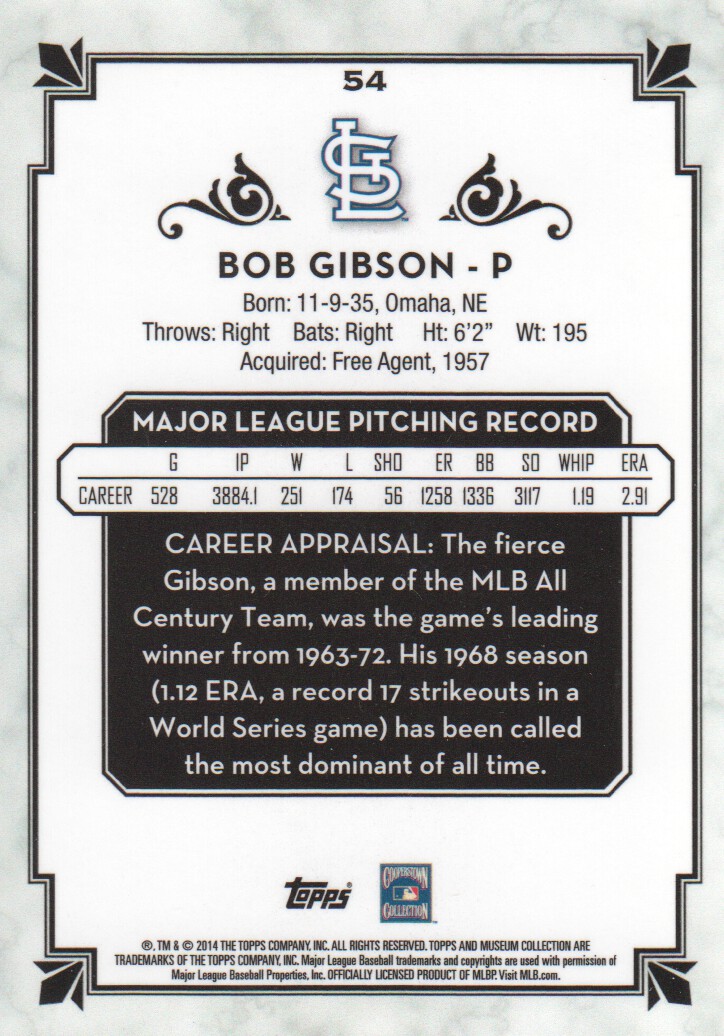 54
STL
BOB GIBSON - P
Born: 11-9-35, Omaha, NE
Throws: Right Bats: Right Ht: 6'2" Wt: 195
Acquired: Free Agent, 1957
MAJOR LEAGUE PITCHING RECORD
G IP W L SHO ER BB SO WHIP ERA
CAREER 528 3884.1 251 174 56 1258 1336 3117 1.19 2.91
CAREER APPRAISAL: The fierce
Gibson, a member of the MLB All
Century Team, was the game's leading
winner from 1963-72. His 1968 season
(1.12 ERA, a record 17 strikeouts in a
World Series game) has been called
the most dominant of all time.
Topps®
COOPERSTOWN
COLLECTION™
®, TM & © 2014 THE TOPPS COMPANY, INC. ALL RIGHTS RESERVED. TOPPS AND MUSEUM COLLECTION ARE
TRADEMARKS OF THE TOPPS COMPANY, INC. Major League Baseball trademarks and copyrights are used with permission of
Major League Baseball Properties, Inc. OFFICIALLY LICENSED PRODUCT OF MLBP. Visit MLB.com.